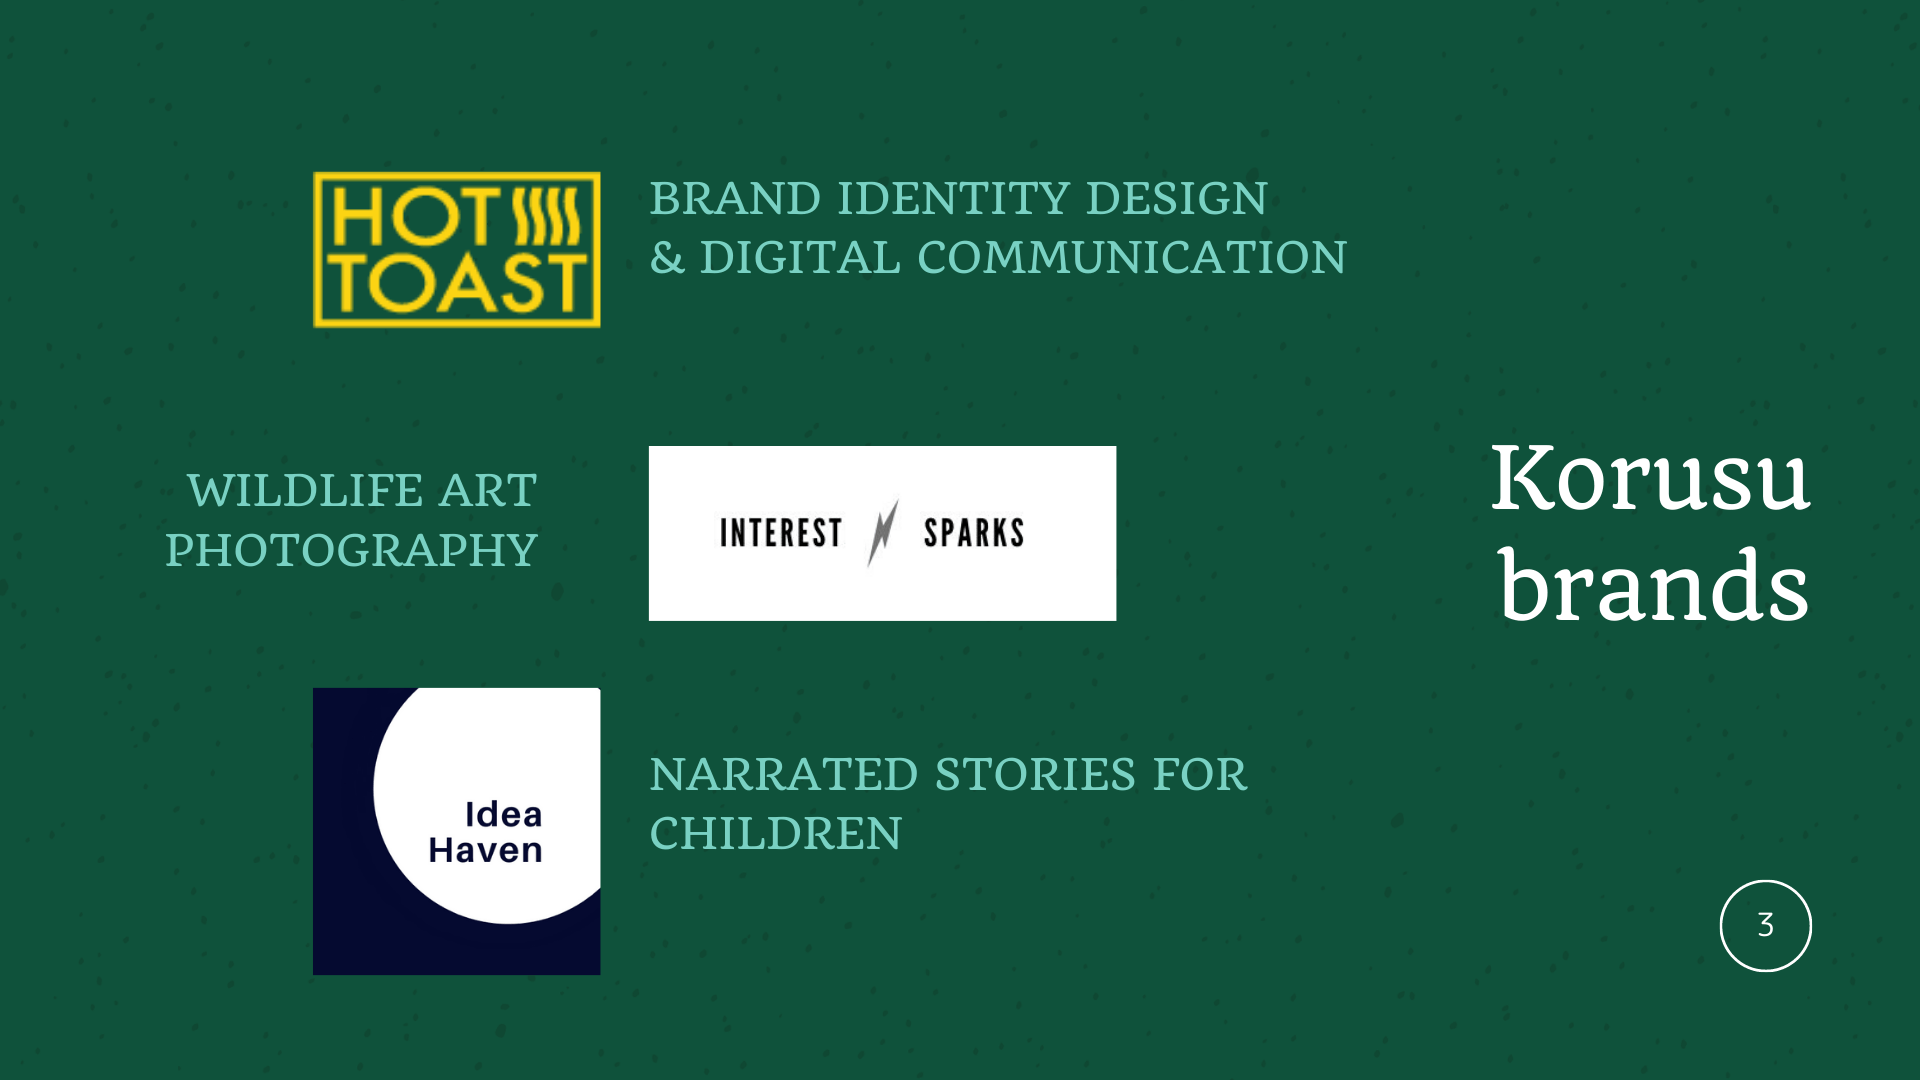 HOT
TOAST
BRAND IDENTITY DESIGN
& DIGITAL COMMUNICATION
WILDLIFE ART
PHOTOGRAPHY
INTEREST SPARKS
Korusu
brands
Idea
Haven
NARRATED STORIES FOR
CHILDREN
3